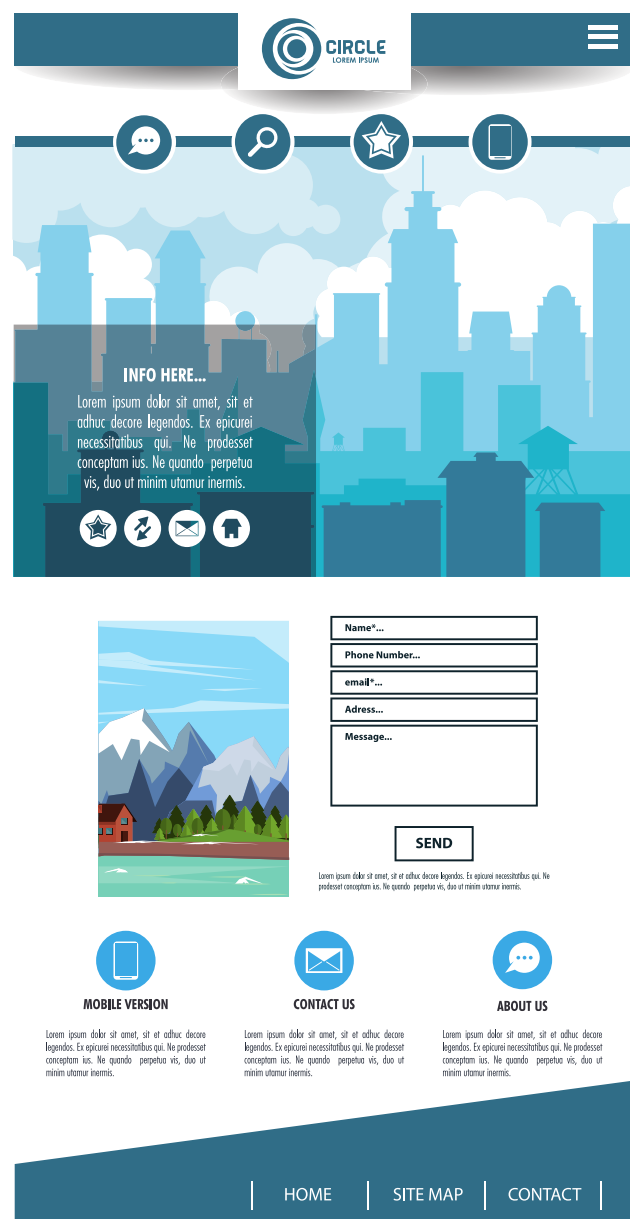 CIRCLE
LOREM IPSUM
INFO HERE...
Lorem ipsum dolor sit amet, sit et
adhuc decore legendos. Ex epicurei
necessitatibus qui. Ne prodesset
conceptam ius. Ne quando perpetua
vis, duo ut minim utamur inermis.
Name*...
Phone Number...
email*...
Adress...
Message...
SEND
Lorem ipsum dolor sit amet, sit et adhuc decore legendos. Ex epicurei necessitatibus qui. Ne
prodesset conceptam ius. Ne quando perpetua vis, duo ut minim utamur inermis.
MOBILE VERSION
Lorem ipsum dolor sit amet, sit et adhuc decore
legendos. Ex epicurei necessitatibus qui. Ne prodesset
conceptam ius. Ne quando perpetua vis, duo ut
minim utamur inermis.
CONTACT US
Lorem ipsum dolor sit amet, sit et adhuc decore
legendos. Ex epicurei necessitatibus qui. Ne prodesset
conceptam ius. Ne quando perpetua vis, duo ut
minim utamur inermis.
ABOUT US
Lorem ipsum dolor sit amet, sit et adhuc decore
legendos. Ex epicurei necessitatibus qui. Ne prodesset
conceptam ius. Ne quando perpetua vis, duo ut
minim utamur inermis.
HOME
SITE MAP
CONTACT